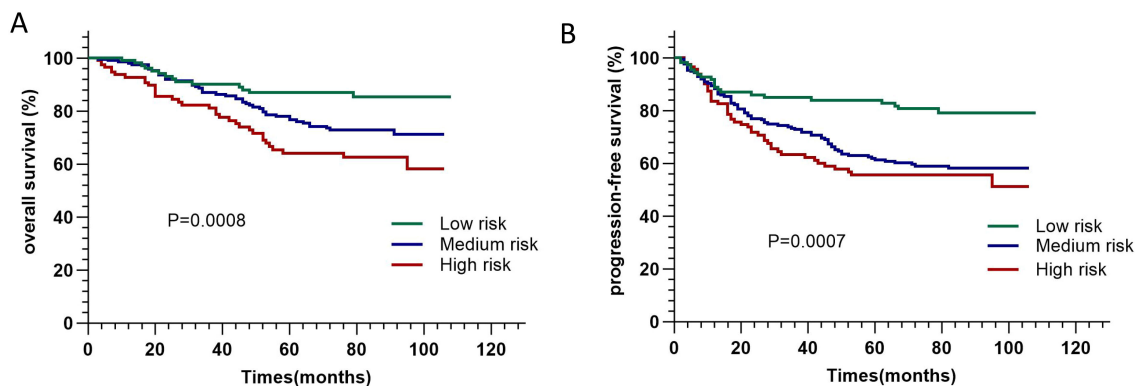 A
overall survival (%)
100
80
60
40
20
0
P=0.0008
Low risk
Medium risk
High risk
0 20 40 60 80 100 120
Times(months)
B
progression-free survival (%)
100
80
60
40
20
0
P=0.0007
Low risk
Medium risk
High risk
0 20 40 60 80 100 120
Times(months)